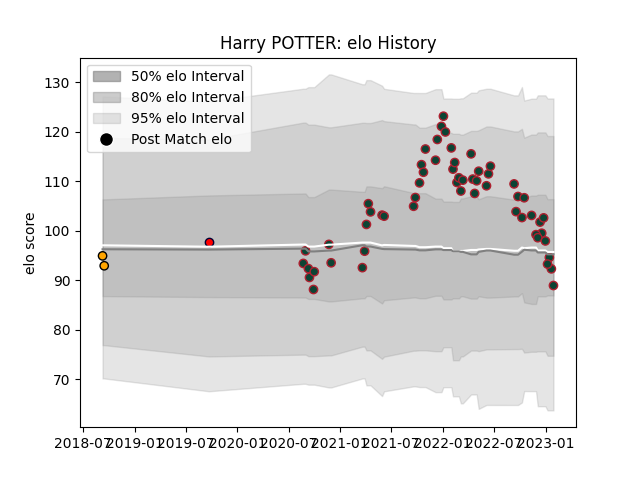 Harry POTTER: elo History
50% elo Interval
80% elo Interval
95% elo Interval
Post Match elo
elo score
130
120
110
100
90
80
70
2018-07 2019-01 2019-07 2020-01 2020-07 2021-01 2021-07 2022-01 2022-07 2023-01